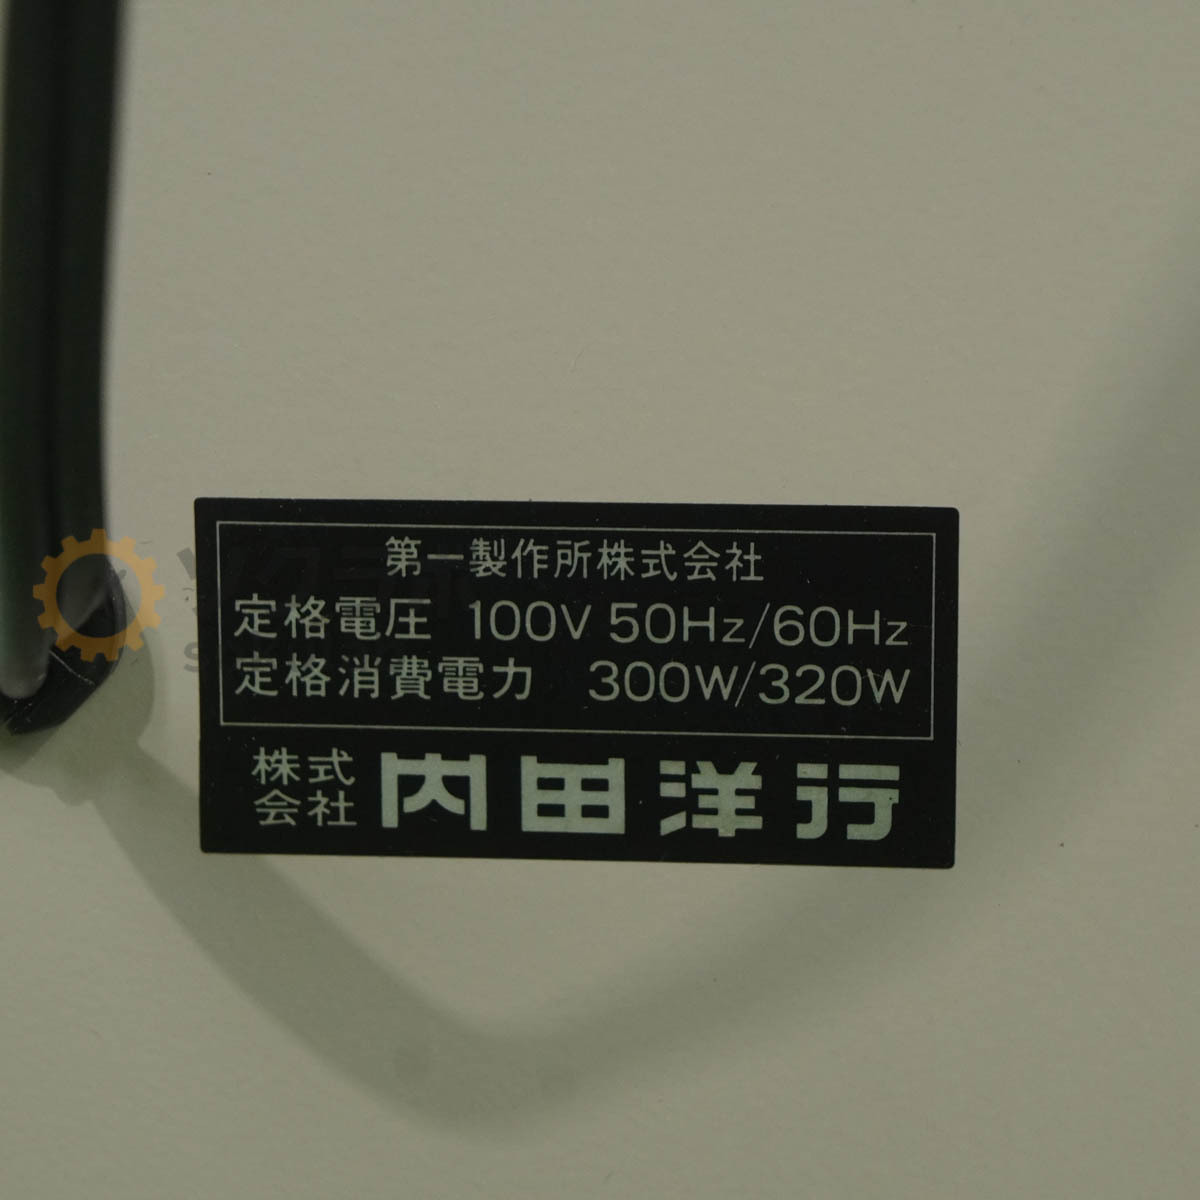 第一製作所株式会社
定格電圧 100V 50Hz/60Hz
定格消費電力 300W/320W
株式会社 内田洋行